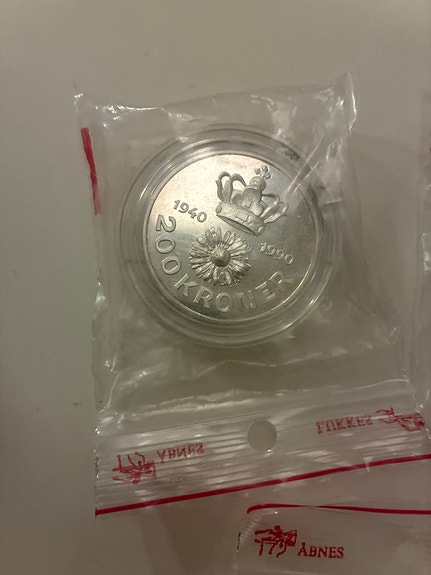 1940
1990
200 KRONER
ÅBNES
LUKKES
ÅBNES